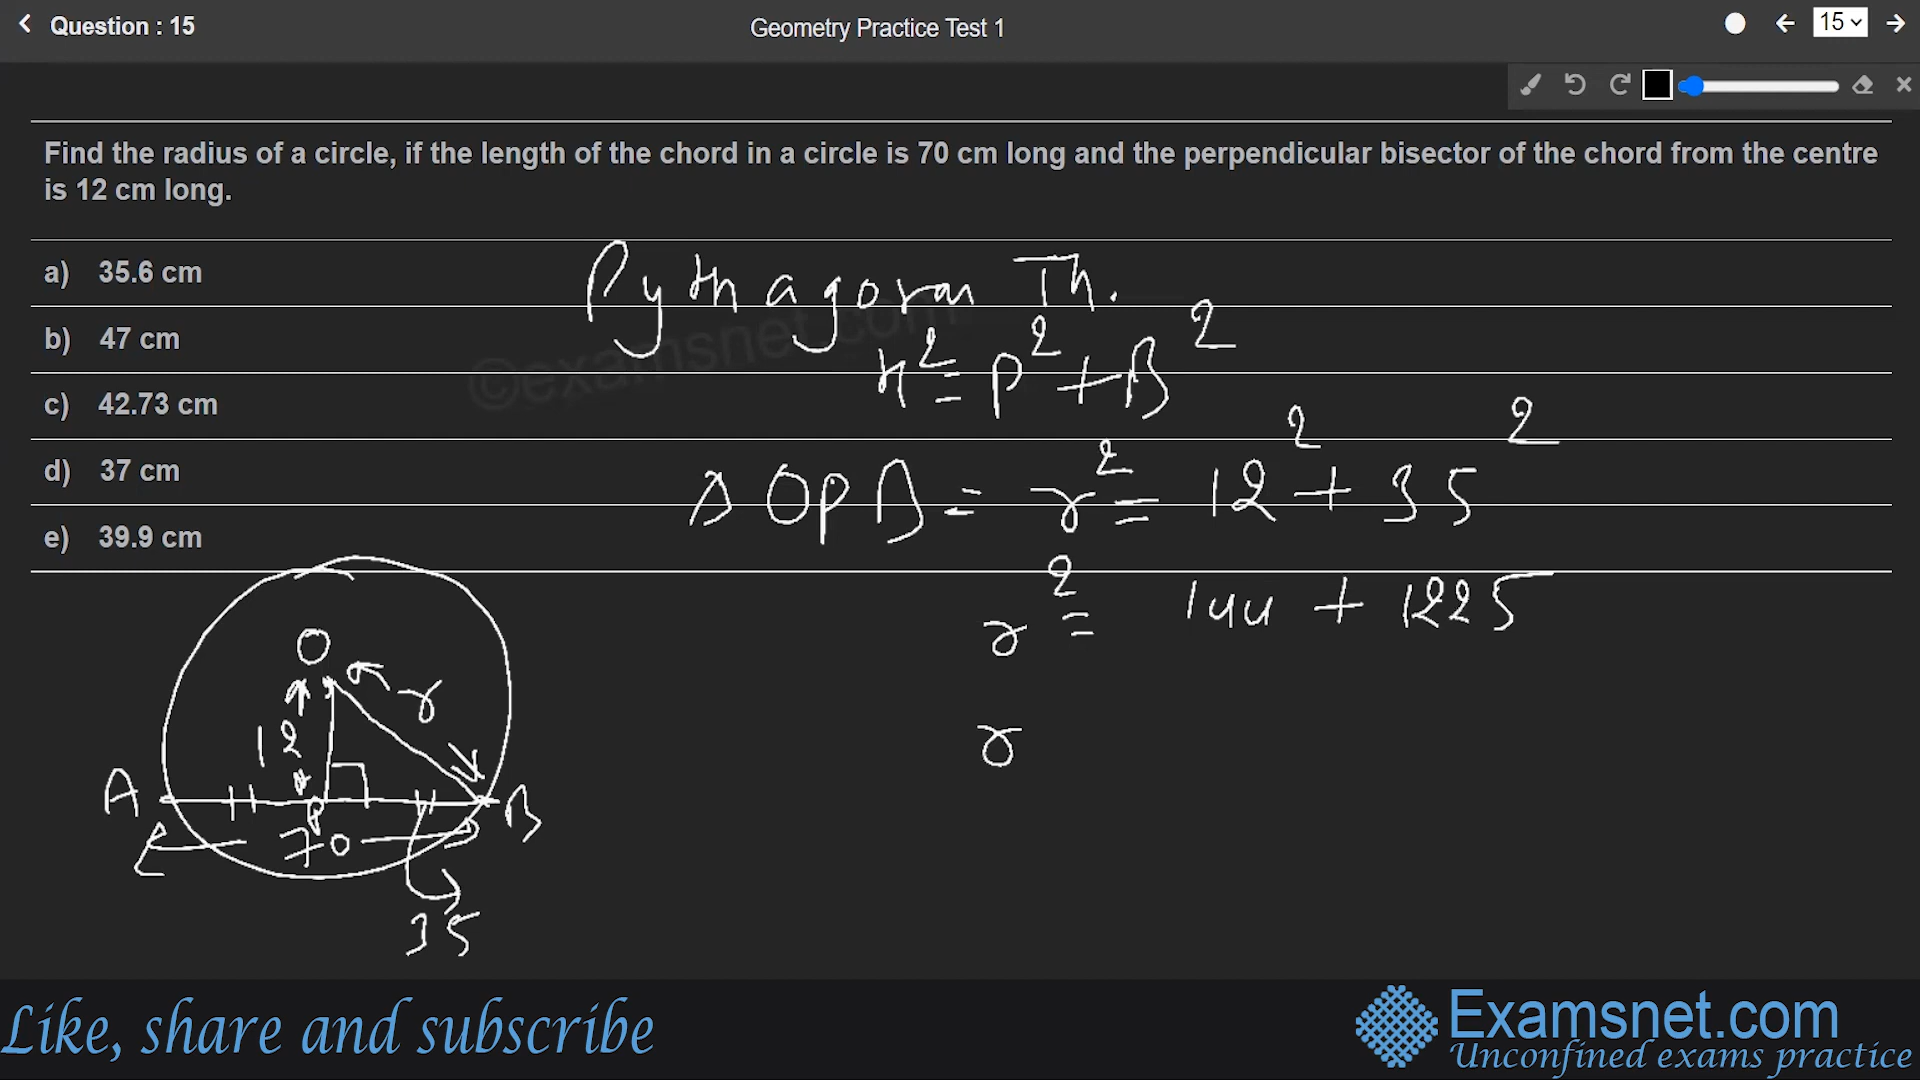 Question : 15
Geometry Practice Test 1
15
Find the radius of a circle, if the length of the chord in a circle is 70 cm long and the perpendicular bisector of the chord from the centre
is 12 cm long.
a) 35.6 cm
b) 47 cm
c) 42.73 cm
d) 37 cm
e) 39.9 cm
©examsnet.com
Pythagoras Th.
H² = P² + B²
Δ OPB = r² = 12² + 35²
r² = 144 + 1225
r
O
r
12
A
P
B
70
35
Like, share and subscribe
Examsnet.com
Unconfined exams practice